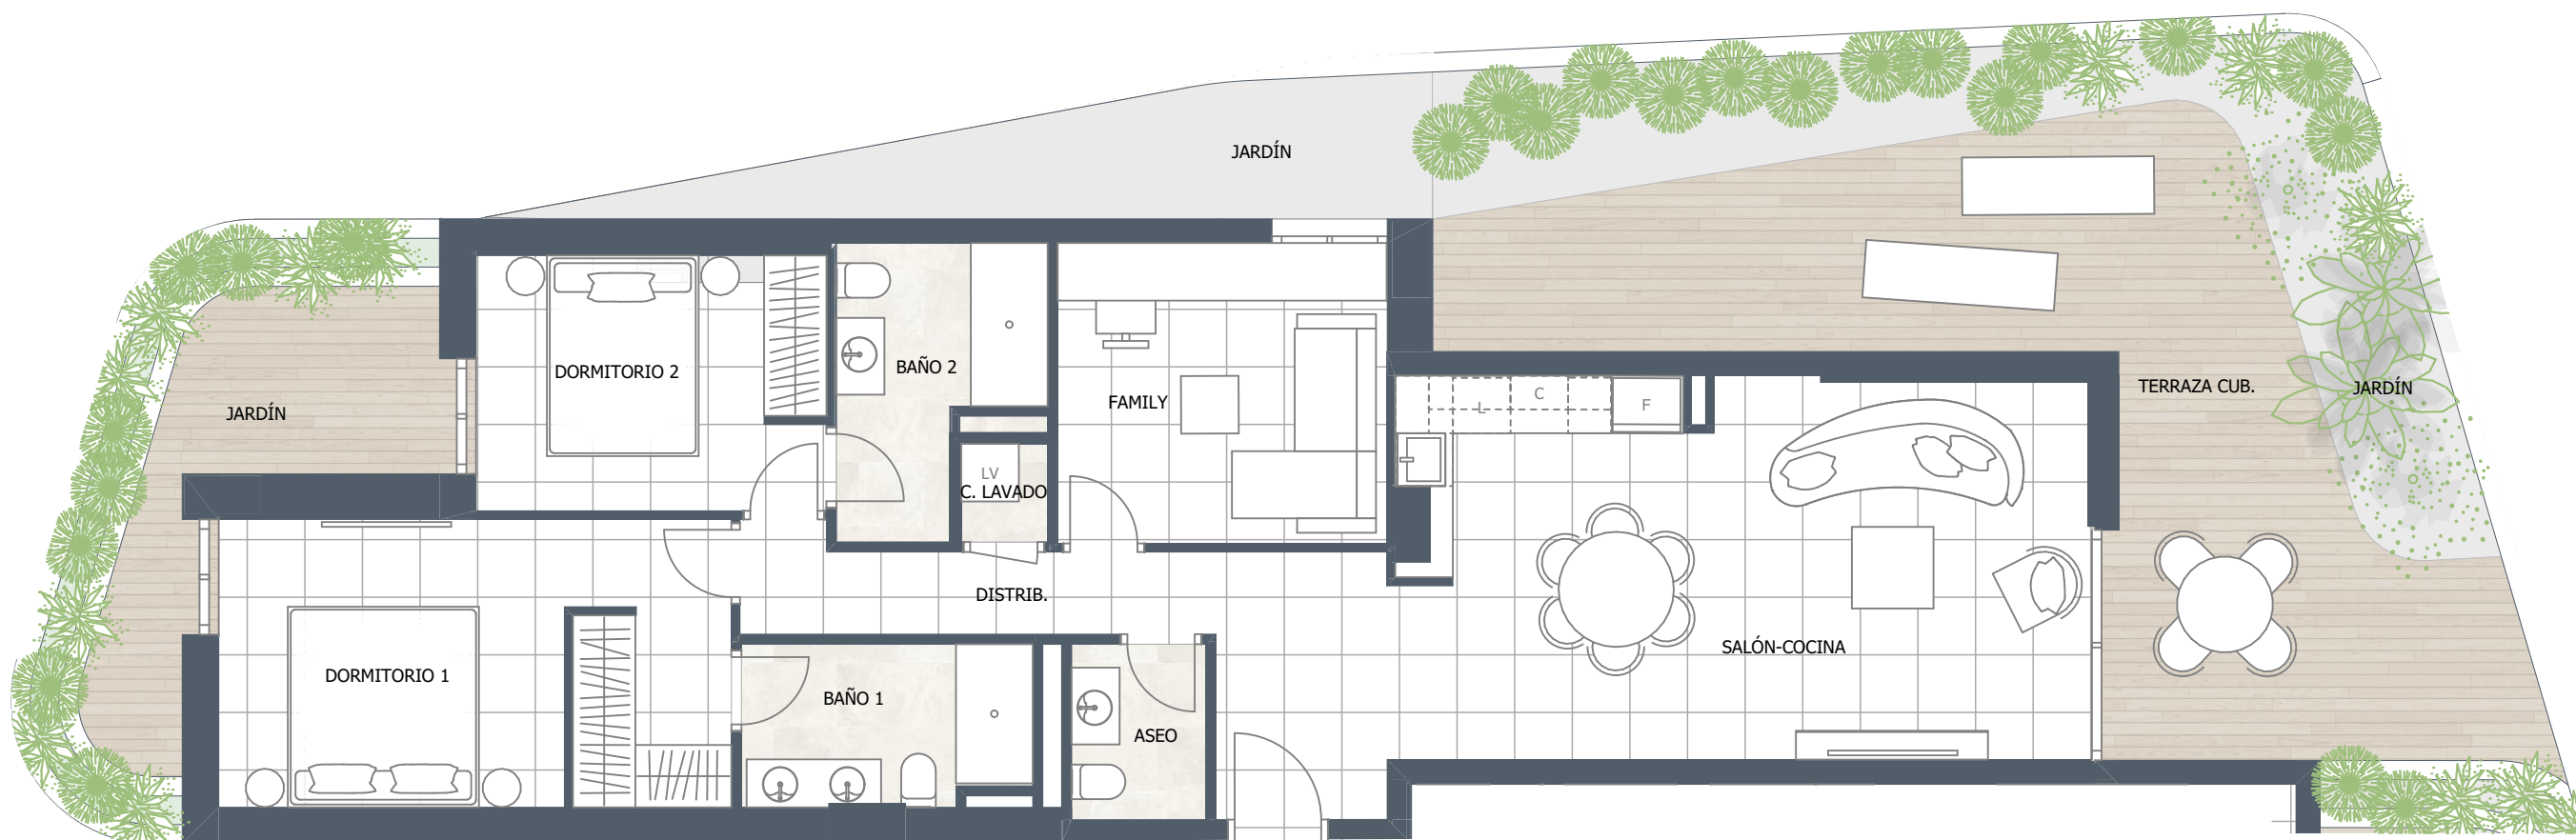 JARDÍN
TERRAZA CUB.
JARDÍN
DORMITORIO 2
BAÑO 2
FAMILY
L
C
F
JARDÍN
LV
C. LAVADO
DISTRIB.
SALÓN-COCINA
DORMITORIO 1
BAÑO 1
ASEO